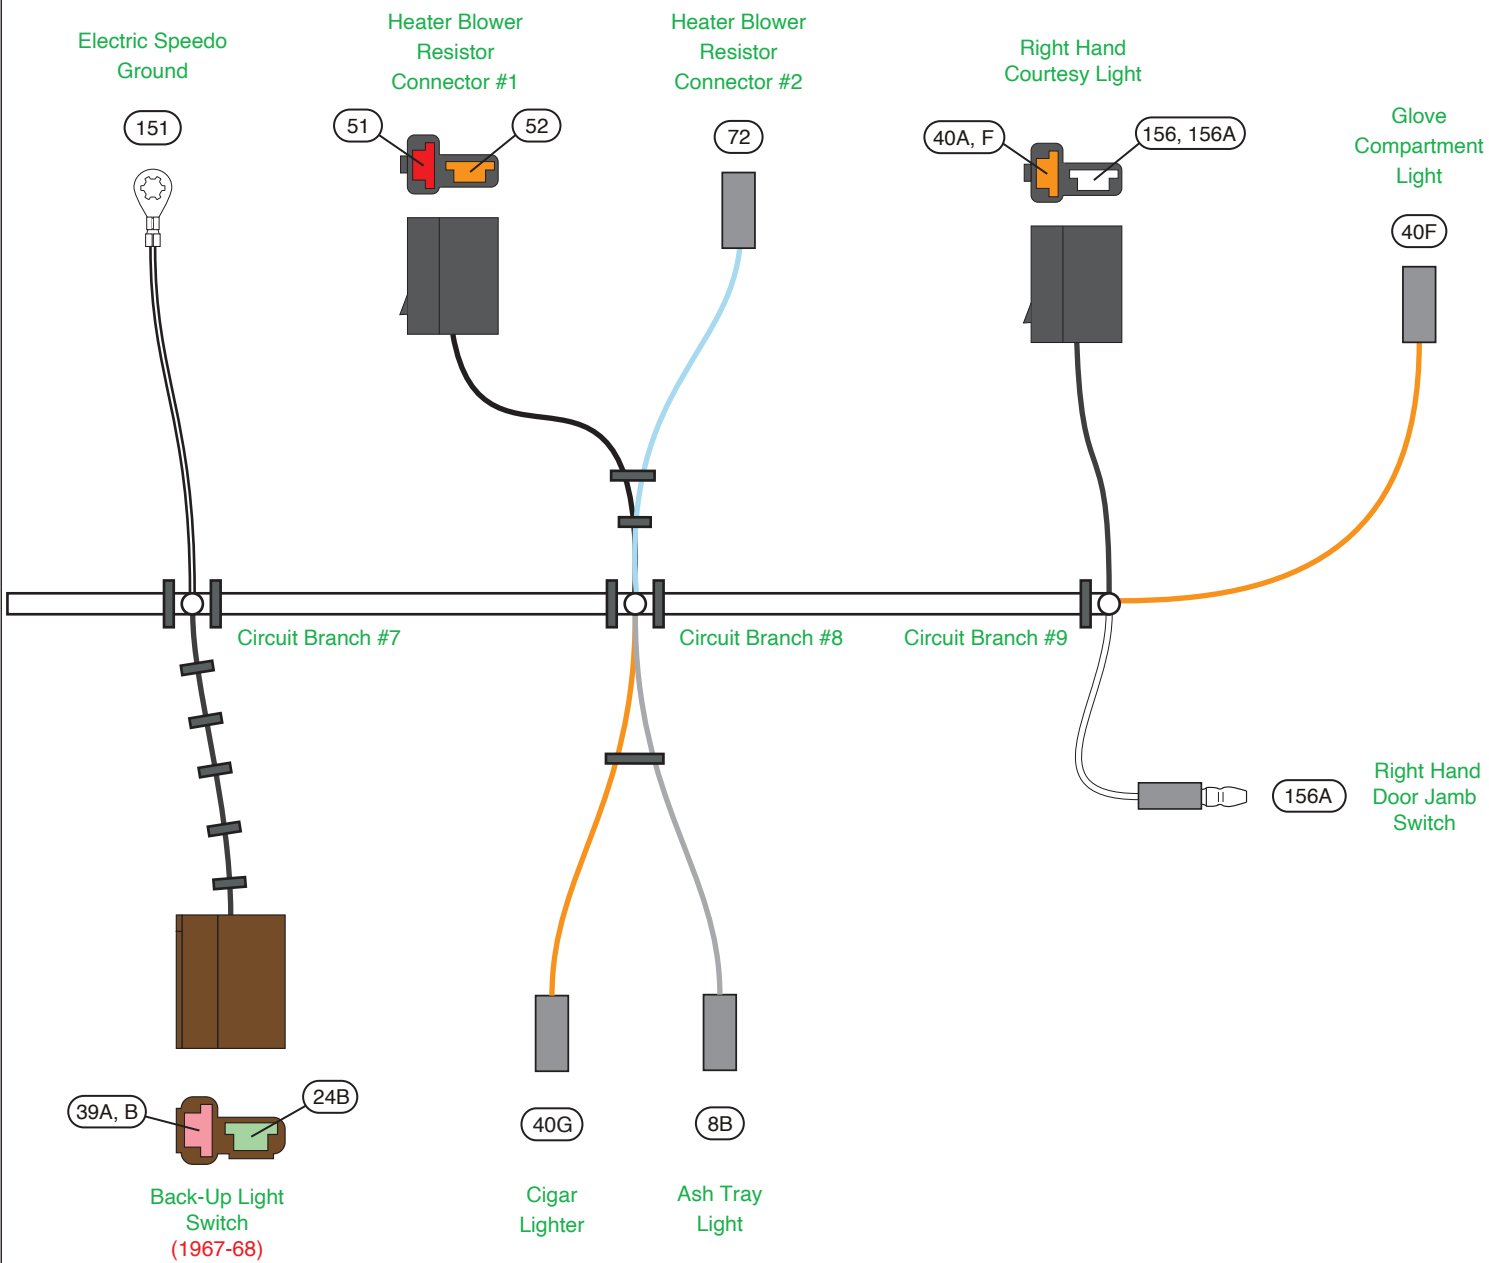 Electric Speedo
Ground
151
Heater Blower
Resistor
Connector #1
51
52
Heater Blower
Resistor
Connector #2
72
Right Hand
Courtesy Light
40A, F
156, 156A
Glove
Compartment
Light
40F
Circuit Branch #7
Circuit Branch #8
Circuit Branch #9
156A
Right Hand
Door Jamb
Switch
39A, B
24B
Back-Up Light
Switch
(1967-68)
40G
Cigar
Lighter
8B
Ash Tray
Light